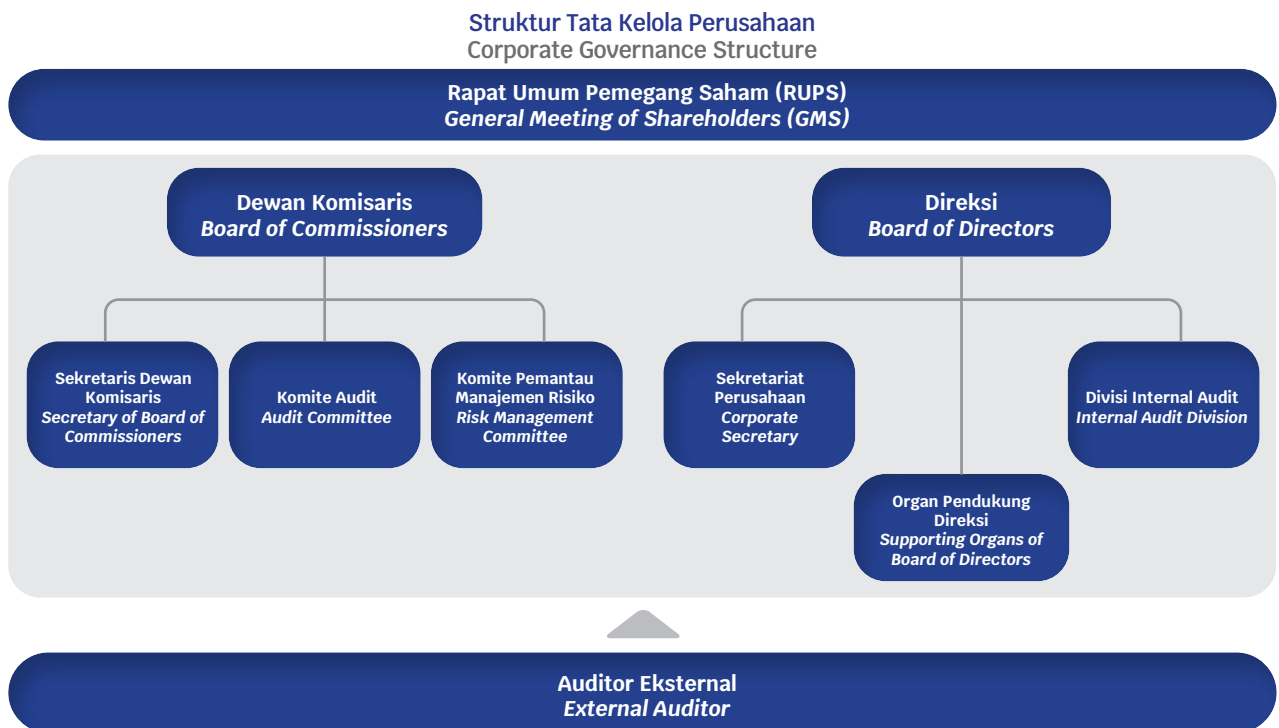 Struktur Tata Kelola Perusahaan
Corporate Governance Structure
Rapat Umum Pemegang Saham (RUPS)
General Meeting of Shareholders (GMS)
Dewan Komisaris
Board of Commissioners
Direksi
Board of Directors
Sekretaris Dewan
Komisaris
Secretary of Board of
Commissioners
Komite Audit
Audit Committee
Komite Pemantau
Manajemen Risiko
Risk Management
Committee
Sekretariat
Perusahaan
Corporate
Secretary
Divisi Internal Audit
Internal Audit Division
Organ Pendukung
Direksi
Supporting Organs of
Board of Directors
Auditor Eksternal
External Auditor